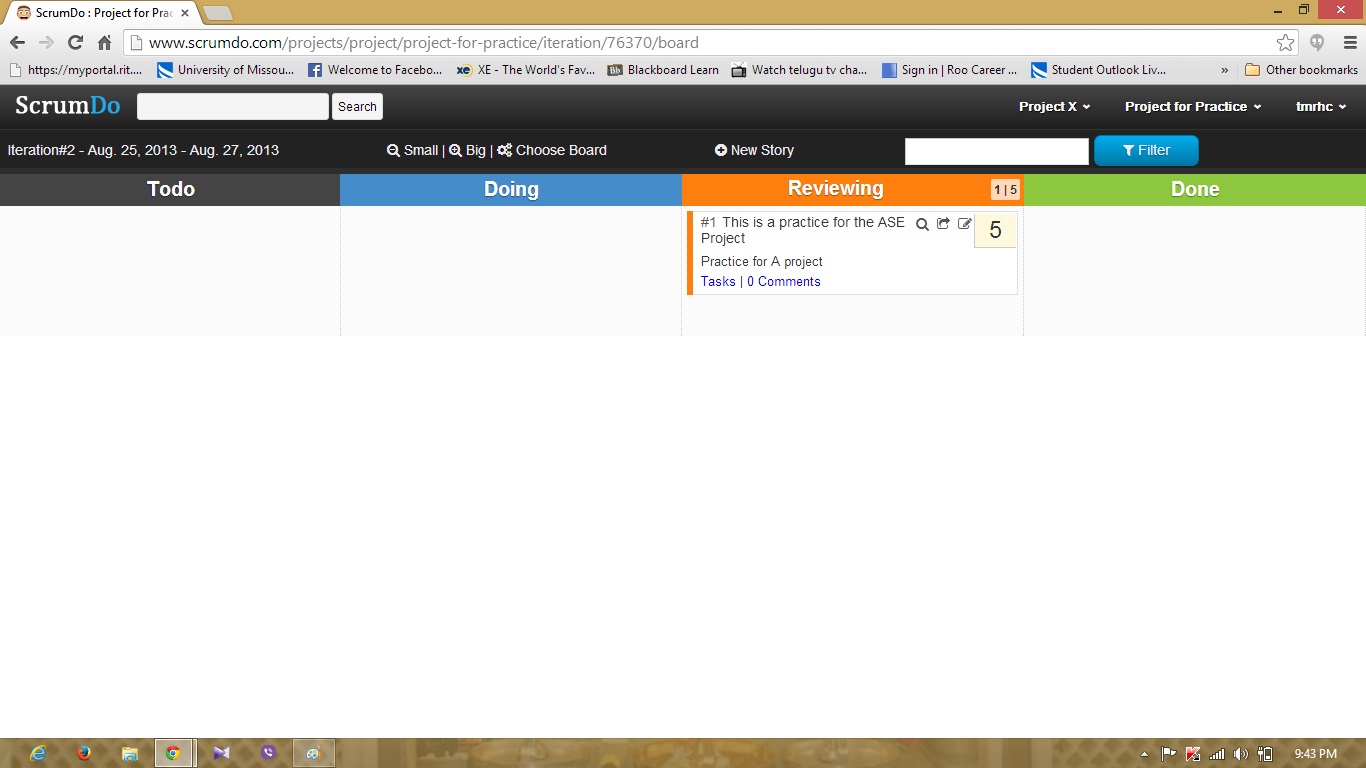 ScrumDo : Project for Prac
www.scrumdo.com/projects/project/project-for-practice/iteration/76370/board
https://myportal.rit.... University of Missou... Welcome to Facebo... XE - The World's Fav... Bb Blackboard Learn Watch telugu tv cha... Sign in | Roo Career ... Student Outlook Liv... » Other bookmarks
ScrumDo Search Project X Project for Practice tmrhc
Iteration#2 - Aug. 25, 2013 - Aug. 27, 2013 Small | Big | Choose Board New Story Filter
Todo Doing Reviewing 1 | 5 Done
#1 This is a practice for the ASE 5
Project
Practice for A project
Tasks | 0 Comments
9:43 PM